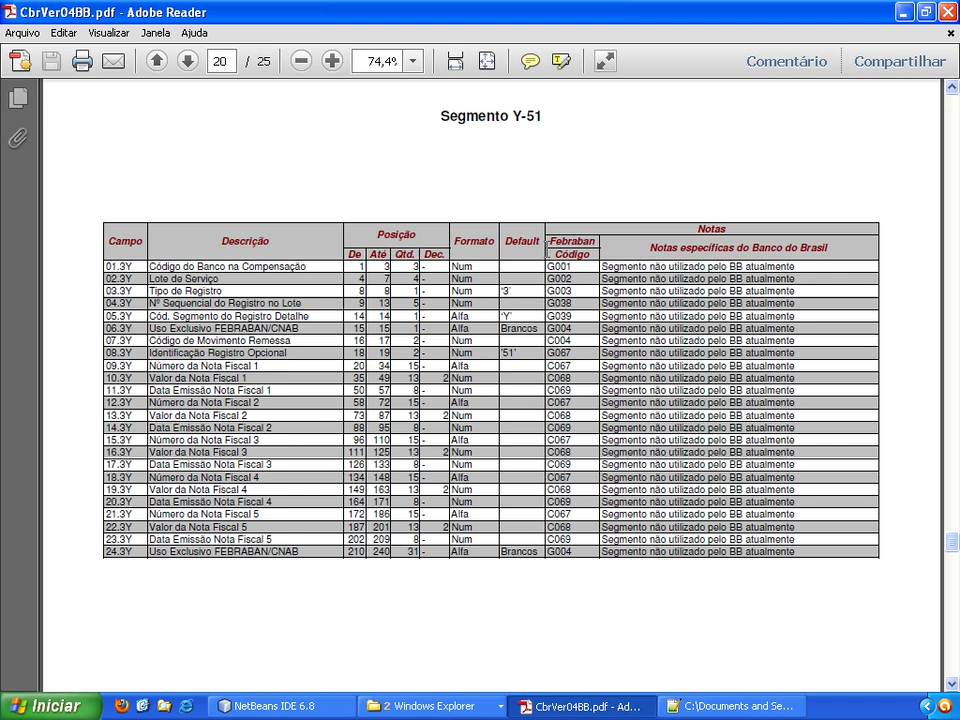 CbrVer04BB.pdf - Adobe Reader
Arquivo Editar Visualizar Janela Ajuda
20 / 25 74,4% Comentário Compartilhar
Segmento Y-51
Campo Descrição Posição Formato Default Notas
De Até Qtd. Dec. Febraban Código Notas específicas do Banco do Brasil
01.3Y Código do Banco na Compensação 1 3 3 - Num G001 Segmento não utilizado pelo BB atualmente
02.3Y Lote de Serviço 4 7 4 - Num G002 Segmento não utilizado pelo BB atualmente
03.3Y Tipo de Registro 8 8 1 - Num '3' G003 Segmento não utilizado pelo BB atualmente
04.3Y Nº Sequencial do Registro no Lote 9 13 5 - Num G038 Segmento não utilizado pelo BB atualmente
05.3Y Cód. Segmento do Registro Detalhe 14 14 1 - Alfa 'Y' G039 Segmento não utilizado pelo BB atualmente
06.3Y Uso Exclusivo FEBRABAN/CNAB 15 15 1 - Alfa Brancos G004 Segmento não utilizado pelo BB atualmente
07.3Y Código de Movimento Remessa 16 17 2 - Num C004 Segmento não utilizado pelo BB atualmente
08.3Y Identificação Registro Opcional 18 19 2 - Num '51' G067 Segmento não utilizado pelo BB atualmente
09.3Y Número da Nota Fiscal 1 20 34 15 - Alfa C067 Segmento não utilizado pelo BB atualmente
10.3Y Valor da Nota Fiscal 1 35 49 13 2 Num C068 Segmento não utilizado pelo BB atualmente
11.3Y Data Emissão Nota Fiscal 1 50 57 8 - Num C069 Segmento não utilizado pelo BB atualmente
12.3Y Número da Nota Fiscal 2 58 72 15 - Alfa C067 Segmento não utilizado pelo BB atualmente
13.3Y Valor da Nota Fiscal 2 73 87 13 2 Num C068 Segmento não utilizado pelo BB atualmente
14.3Y Data Emissão Nota Fiscal 2 88 95 8 - Num C069 Segmento não utilizado pelo BB atualmente
15.3Y Número da Nota Fiscal 3 96 110 15 - Alfa C067 Segmento não utilizado pelo BB atualmente
16.3Y Valor da Nota Fiscal 3 111 125 13 2 Num C068 Segmento não utilizado pelo BB atualmente
17.3Y Data Emissão Nota Fiscal 3 126 133 8 - Num C069 Segmento não utilizado pelo BB atualmente
18.3Y Número da Nota Fiscal 4 134 148 15 - Alfa C067 Segmento não utilizado pelo BB atualmente
19.3Y Valor da Nota Fiscal 4 149 163 13 2 Num C068 Segmento não utilizado pelo BB atualmente
20.3Y Data Emissão Nota Fiscal 4 164 171 8 - Num C069 Segmento não utilizado pelo BB atualmente
21.3Y Número da Nota Fiscal 5 172 186 15 - Alfa C067 Segmento não utilizado pelo BB atualmente
22.3Y Valor da Nota Fiscal 5 187 201 13 2 Num C068 Segmento não utilizado pelo BB atualmente
23.3Y Data Emissão Nota Fiscal 5 202 209 8 - Num C069 Segmento não utilizado pelo BB atualmente
24.3Y Uso Exclusivo FEBRABAN/CNAB 210 240 31 - Alfa Brancos G004 Segmento não utilizado pelo BB atualmente
Iniciar NetBeans IDE 6.8 2 Windows Explorer CbrVer04BB.pdf - Ad... C:\Documents and Se...